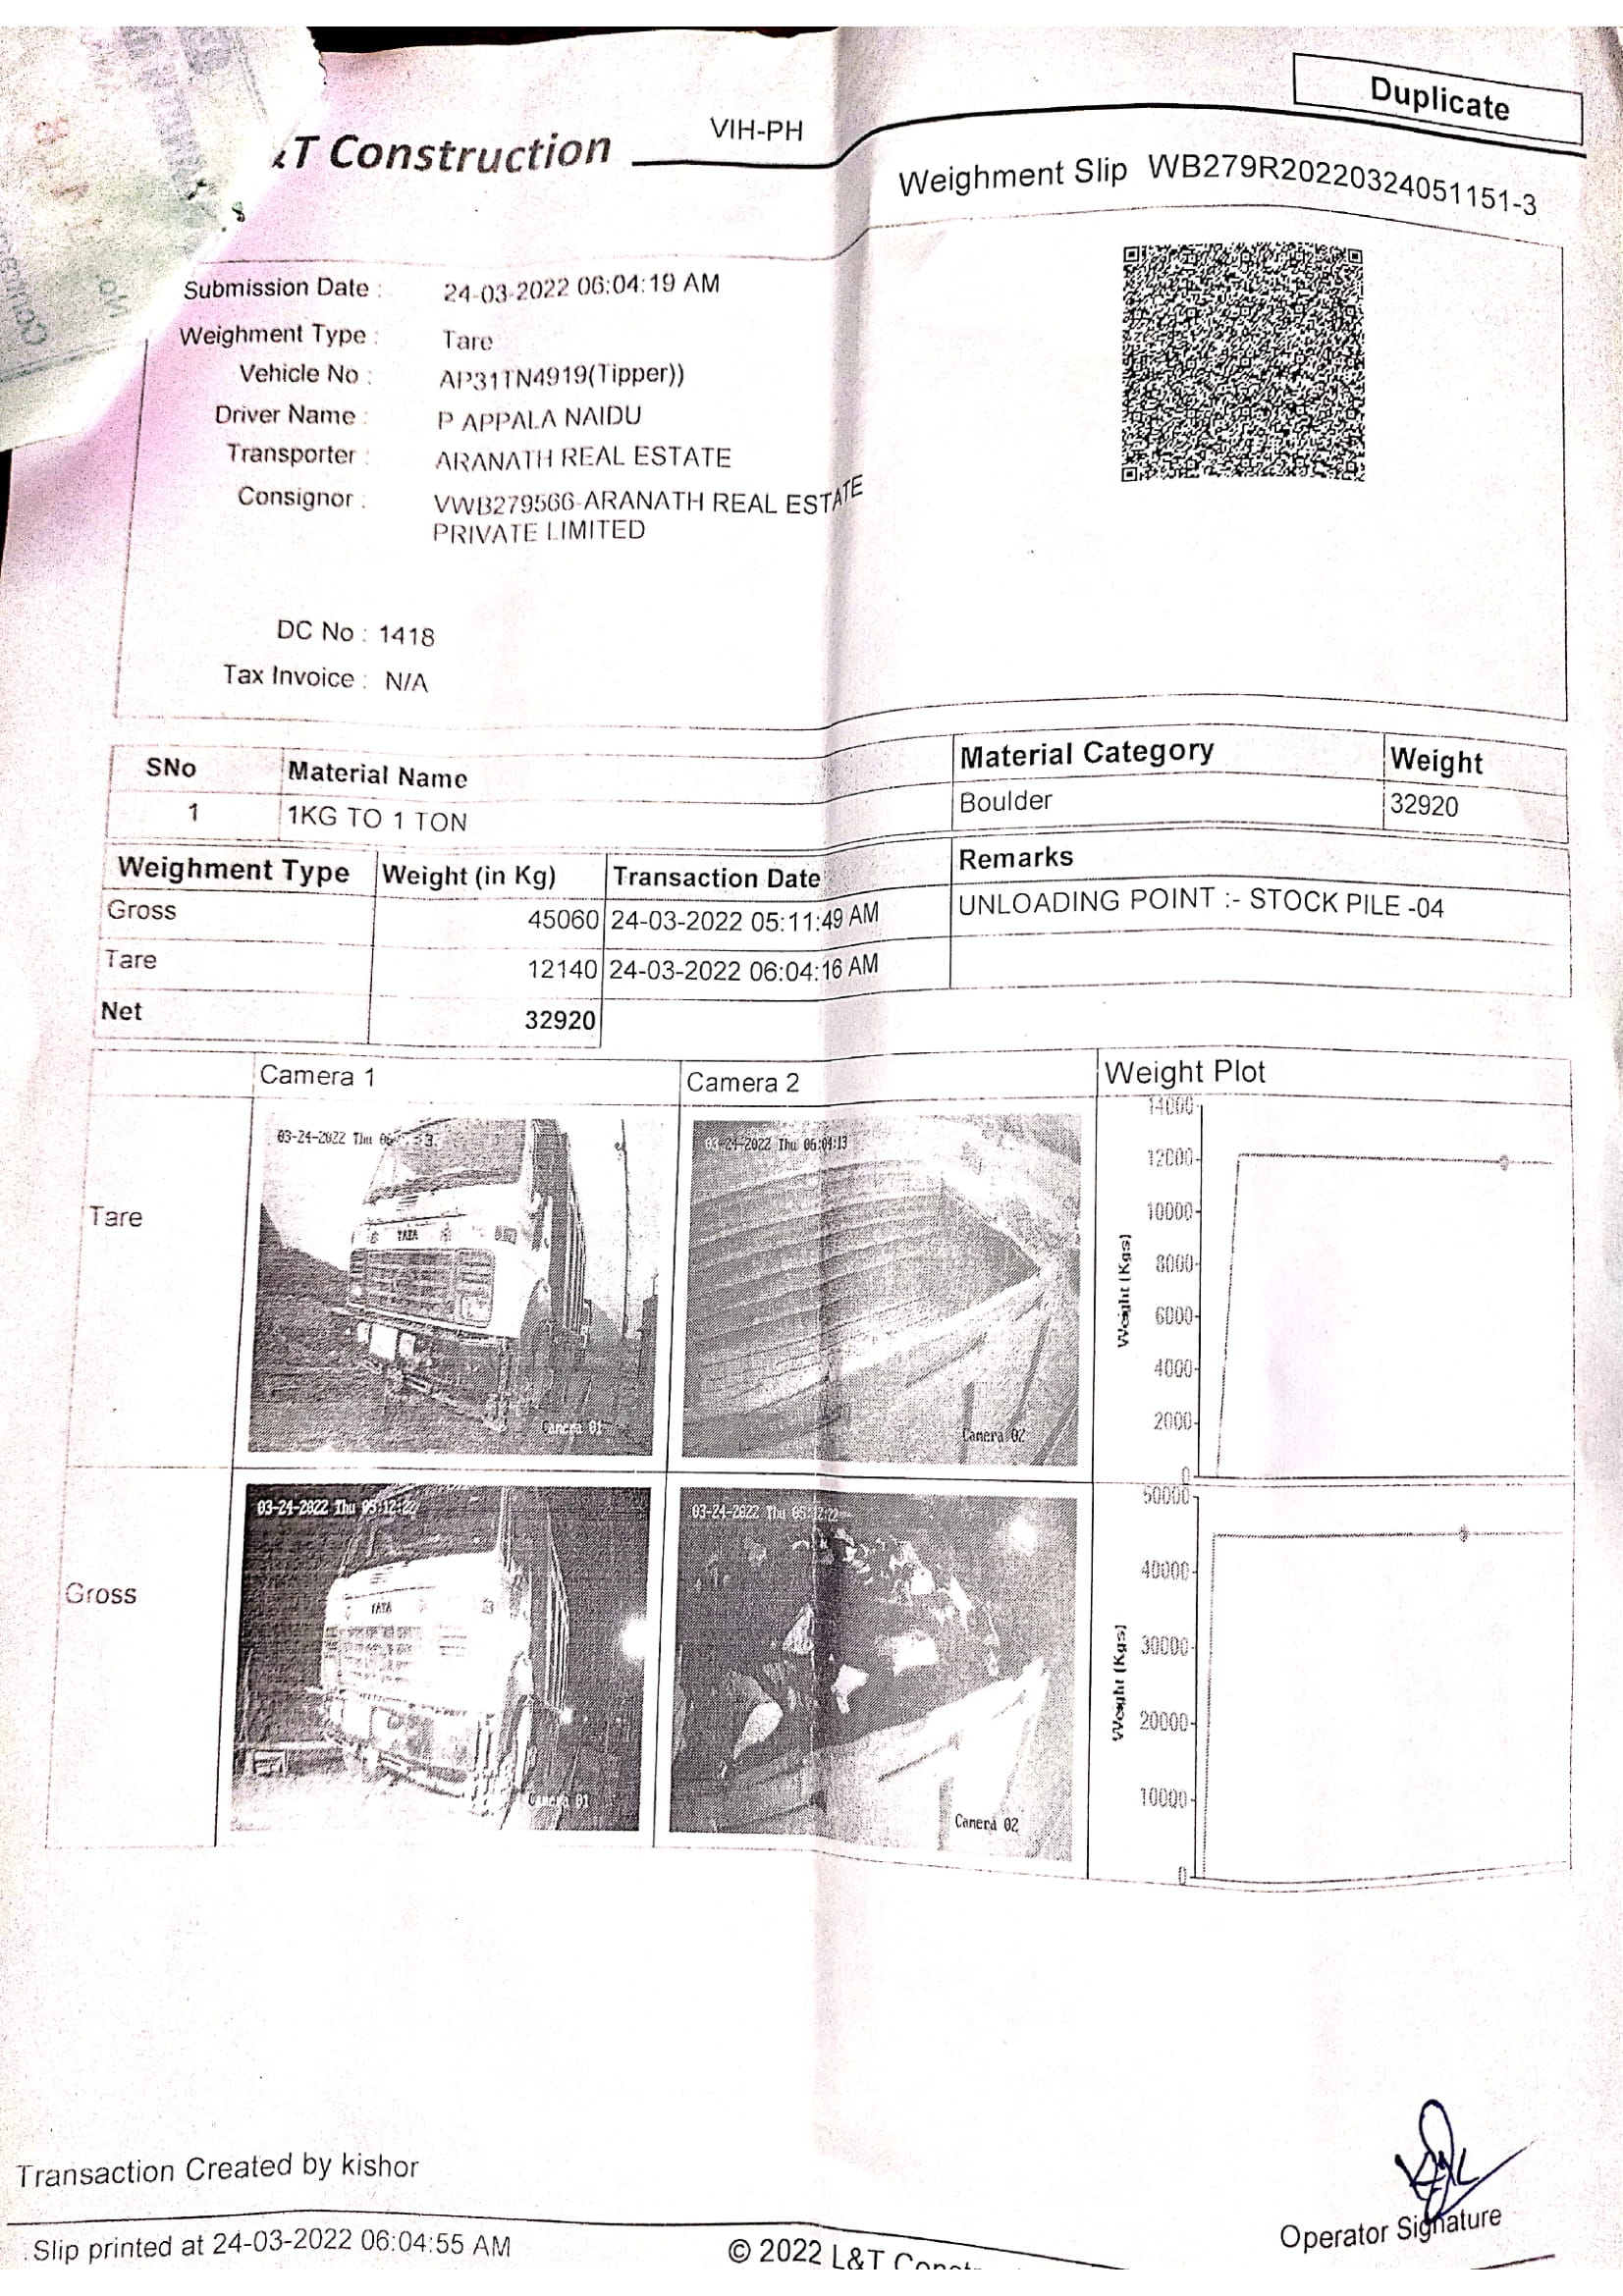 Duplicate
&T Construction
VIH-PH
Weighment Slip WB279R20220324051151-3
Submission Date : 24-03-2022 06:04:19 AM
Weighment Type : Tare
Vehicle No : AP31TN4919(Tipper))
Driver Name : P APPALA NAIDU
Transporter : ARANATH REAL ESTATE
Consignor : VWB279566-ARANATH REAL ESTATE
PRIVATE LIMITED
DC No : 1418
Tax Invoice : N/A
SNo Material Name Material Category Weight
1 1KG TO 1 TON Boulder 32920
Weighment Type Weight (in Kg) Transaction Date Remarks
Gross 45060 24-03-2022 05:11:49 AM UNLOADING POINT :- STOCK PILE -04
Tare 12140 24-03-2022 06:04:16 AM
Net 32920
Camera 1 Camera 2 Weight Plot
Tare
03-24-2022 Thu
TATA
Camera 01
03-24-2022 Thu 06:04:13
Camera 02
14000
12000
10000
8000
6000
4000
2000
0
Weight (Kgs)
Gross
03-24-2022 Thu 05:12:22
TATA
Camera 01
03-24-2022 Thu 05:12:22
Camera 02
50000
40000
30000
20000
10000
0
Weight (Kgs)
Transaction Created by kishor
Operator Signature
Slip printed at 24-03-2022 06:04:55 AM
© 2022 L&T